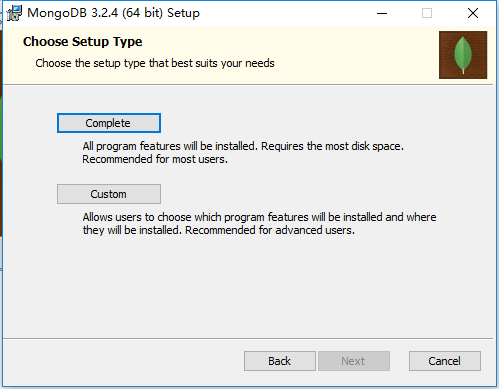 MongoDB 3.2.4 (64 bit) Setup
Choose Setup Type
Choose the setup type that best suits your needs
Complete
All program features will be installed. Requires the most disk space.
Recommended for most users.
Custom
Allows users to choose which program features will be installed and where
they will be installed. Recommended for advanced users.
Back
Next
Cancel